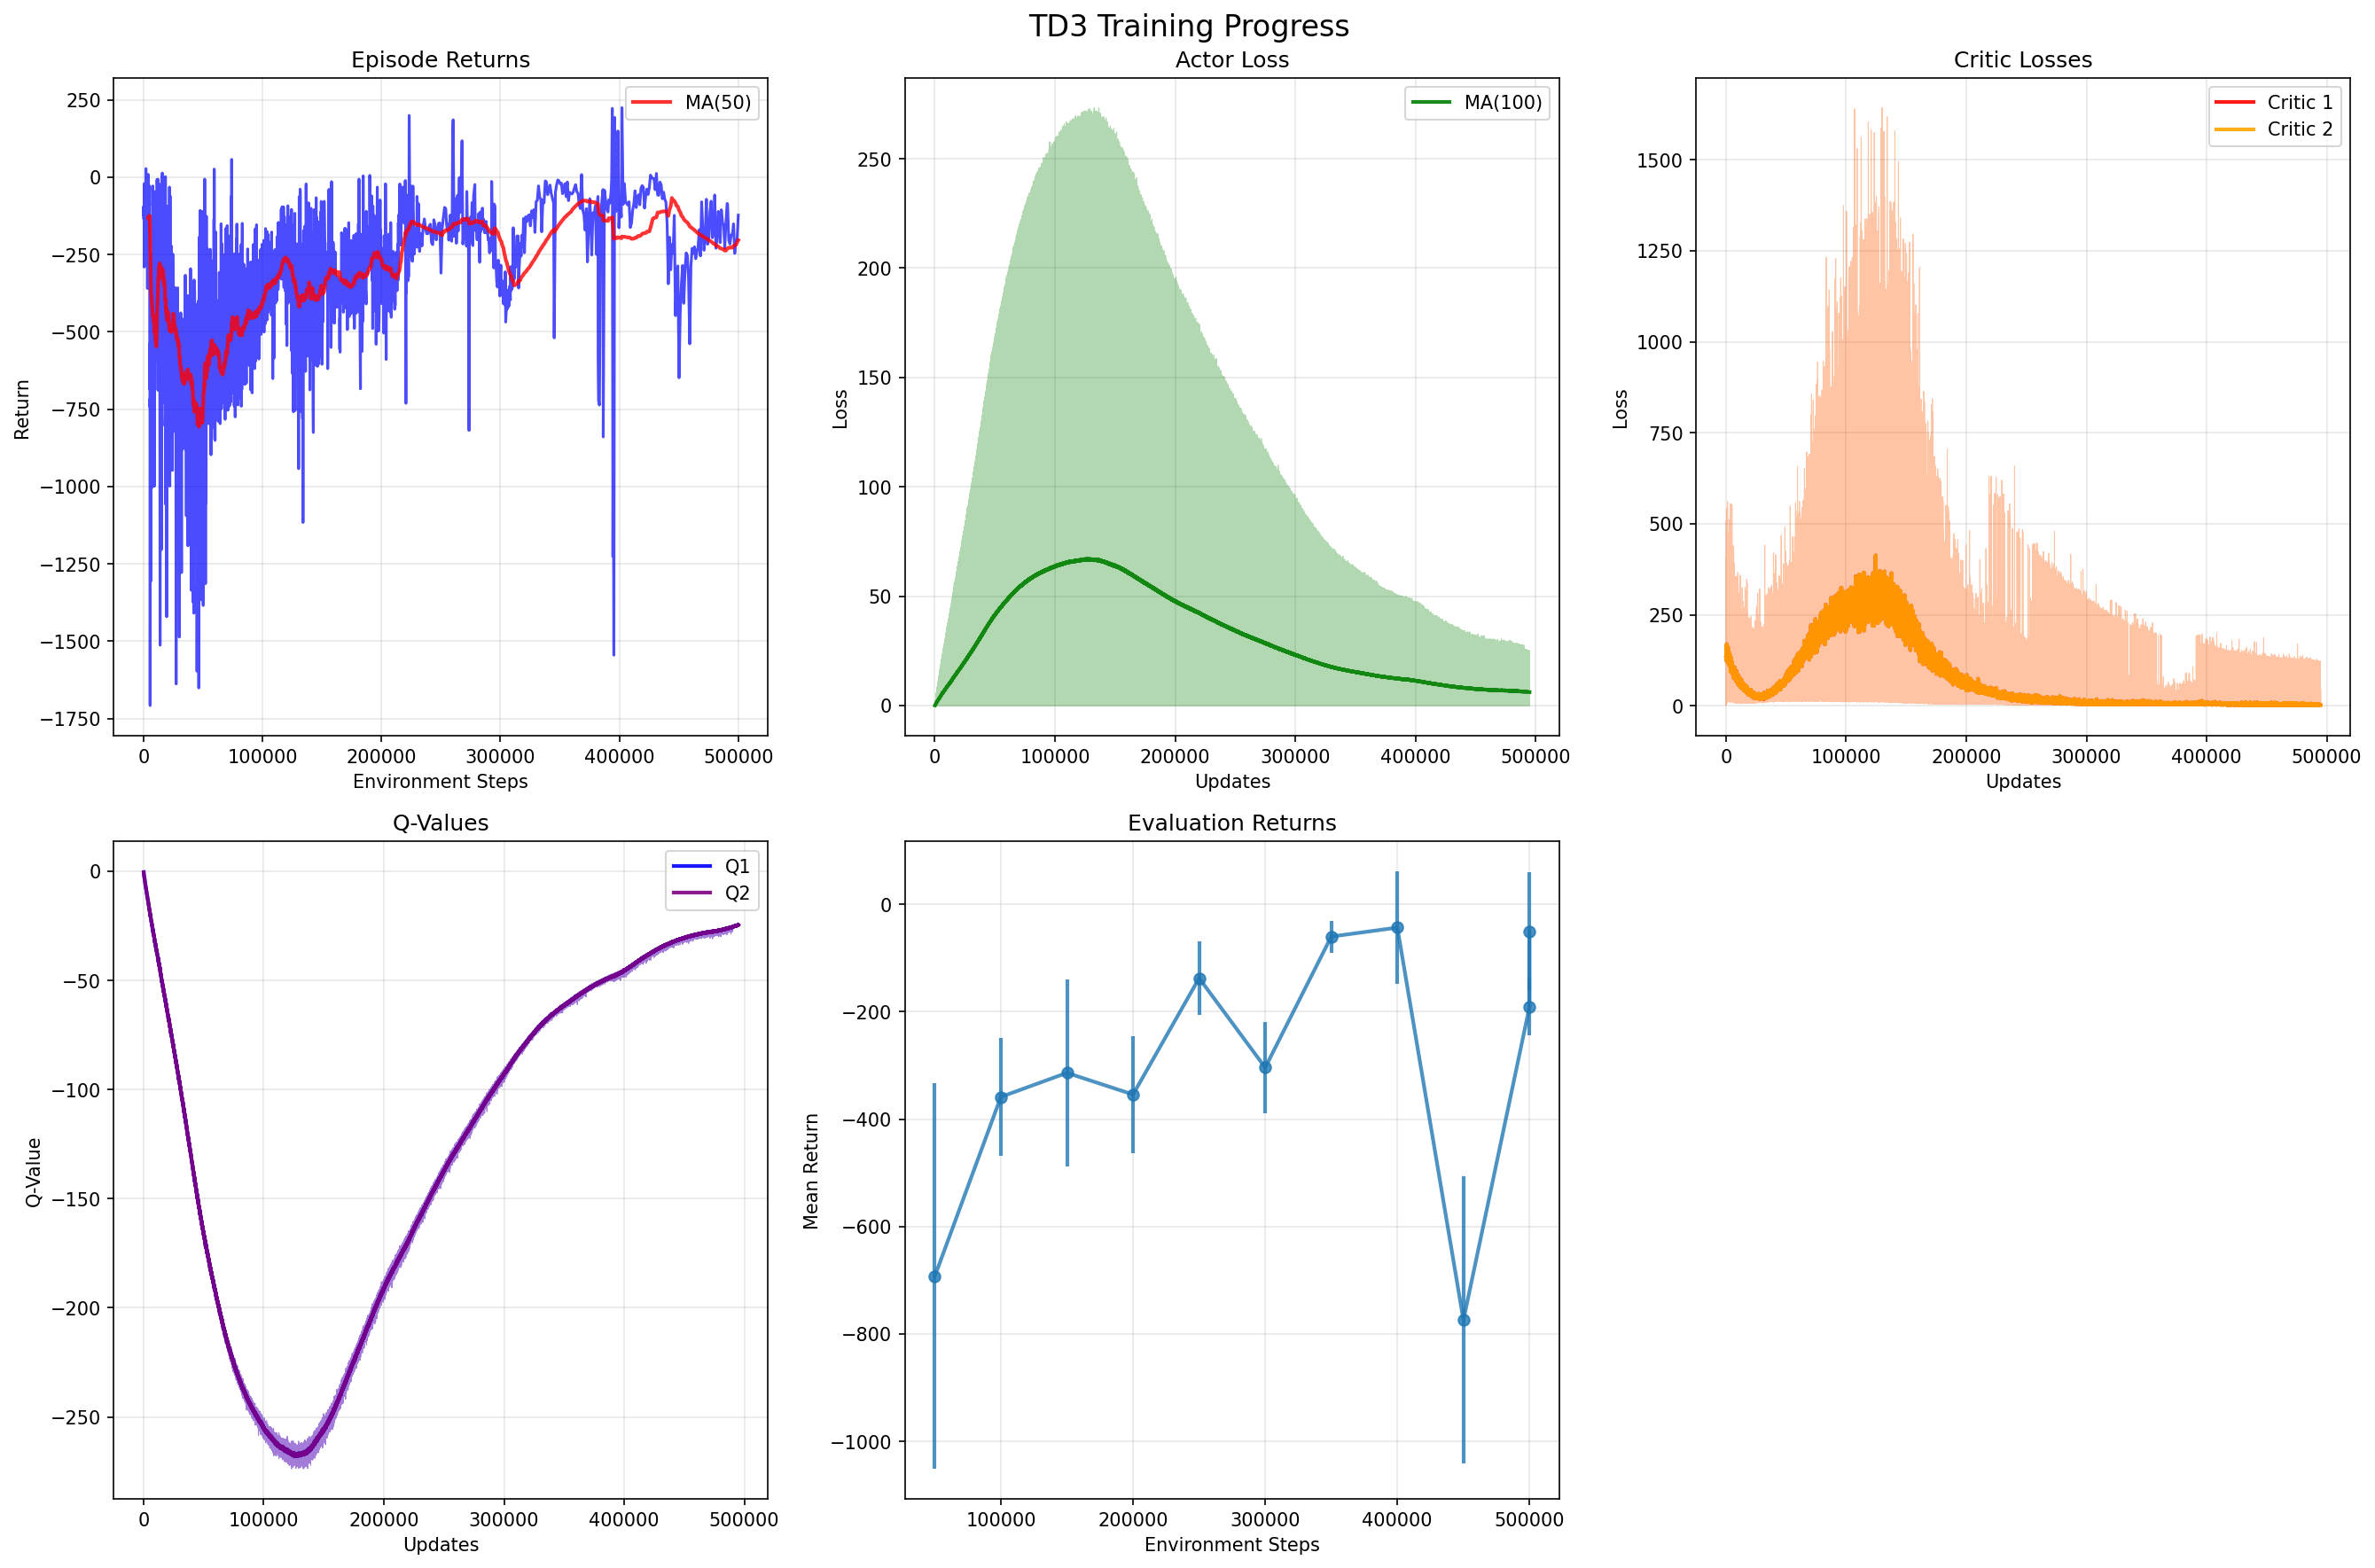 TD3 Training Progress
Episode Returns
Actor Loss
Critic Losses
250
0
−250
−500
−750
−1000
−1250
−1500
−1750
Return
MA(50)
0
100000
200000
300000
400000
500000
Environment Steps
250
200
150
100
50
0
Loss
MA(100)
0
100000
200000
300000
400000
500000
Updates
1500
1250
1000
750
500
250
0
Loss
Critic 1
Critic 2
0
100000
200000
300000
400000
500000
Updates
Q-Values
Evaluation Returns
0
−50
−100
−150
−200
−250
Q-Value
Q1
Q2
0
100000
200000
300000
400000
500000
Updates
0
−200
−400
−600
−800
−1000
Mean Return
100000
200000
300000
400000
500000
Environment Steps